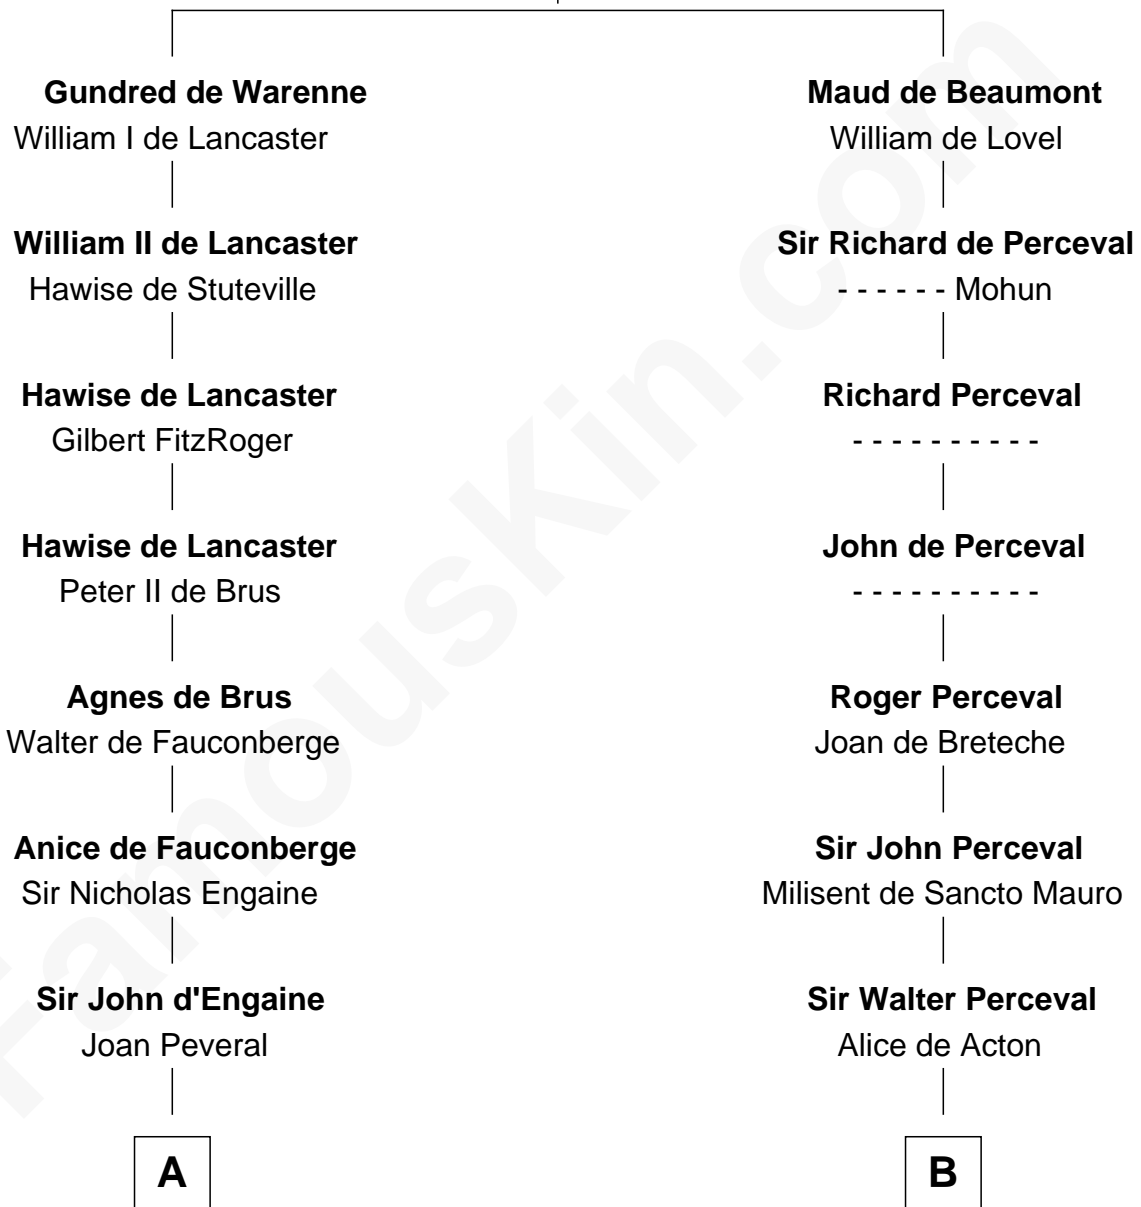 Gundred de Warenne
William I de Lancaster
William II de Lancaster
Hawise de Stuteville
Hawise de Lancaster
Gilbert FitzRoger
Hawise de Lancaster
Peter II de Brus
Agnes de Brus
Walter de Fauconberge
Anice de Fauconberge
Sir Nicholas Engaine
Sir John d'Engaine
Joan Peveral
A
Maud de Beaumont
William de Lovel
Sir Richard de Perceval
- - - - - - Mohun
Richard Perceval
- - - - - - - - - -
John de Perceval
- - - - - - - - - -
Roger Perceval
Joan de Breteche
Sir John Perceval
Milisent de Sancto Mauro
Sir Walter Perceval
Alice de Acton
B
FamousKin.com